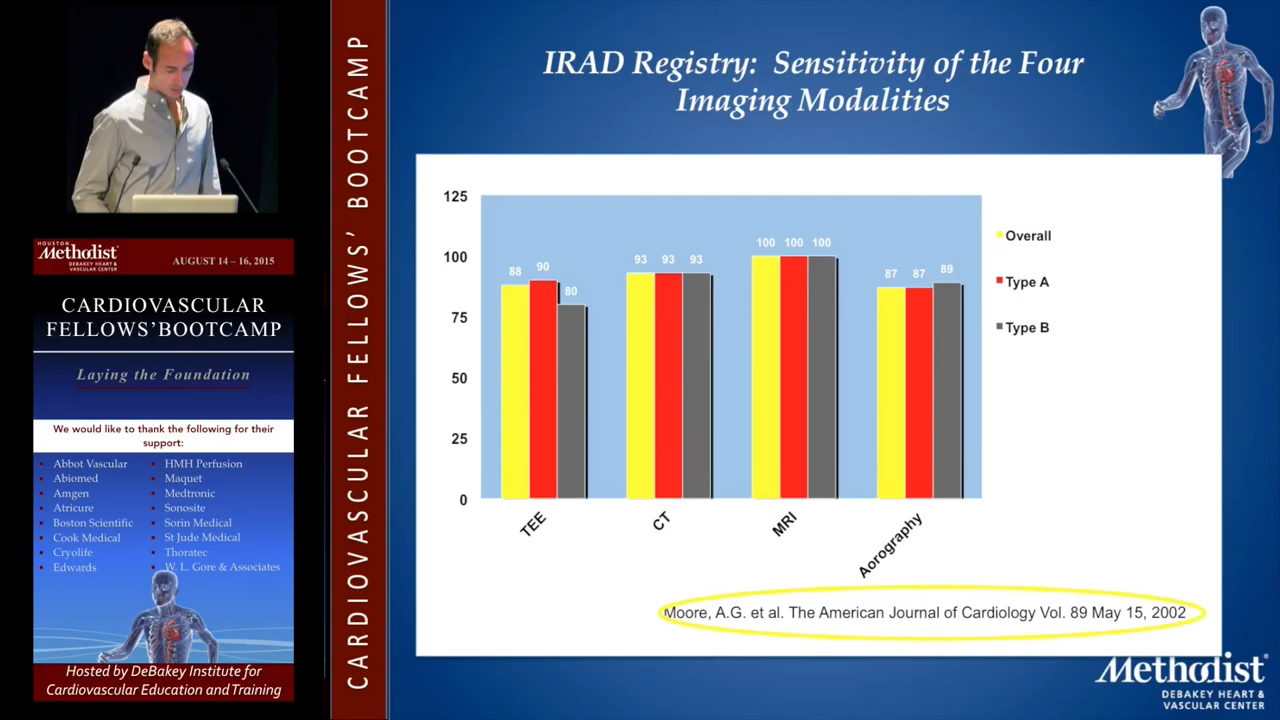 HOUSTON
Methodist
DEBAKEY HEART &
VASCULAR CENTER
AUGUST 14 – 16, 2015
CARDIOVASCULAR
FELLOWS'BOOTCAMP
Laying the Foundation
We would like to thank the following for their
support:
Abbot Vascular
Abiomed
Amgen
Atricure
Boston Scientific
Cook Medical
Cryolife
Edwards
HMH Perfusion
Maquet
Medtronic
Sonosite
Sorin Medical
St Jude Medical
Thoratec
W. L. Gore & Associates
Hosted by DeBakey Institute for
Cardiovascular Education and Training
CARDIOVASCULAR FELLOWS' BOOTCAMP
IRAD Registry: Sensitivity of the Four
Imaging Modalities
125
100
75
50
25
0
88
90
80
93
93
93
100
100
100
87
87
89
TEE
CT
MRI
Aorography
Overall
Type A
Type B
Moore, A.G. et al. The American Journal of Cardiology Vol. 89 May 15, 2002
Methodist
DEBAKEY HEART &
VASCULAR CENTER